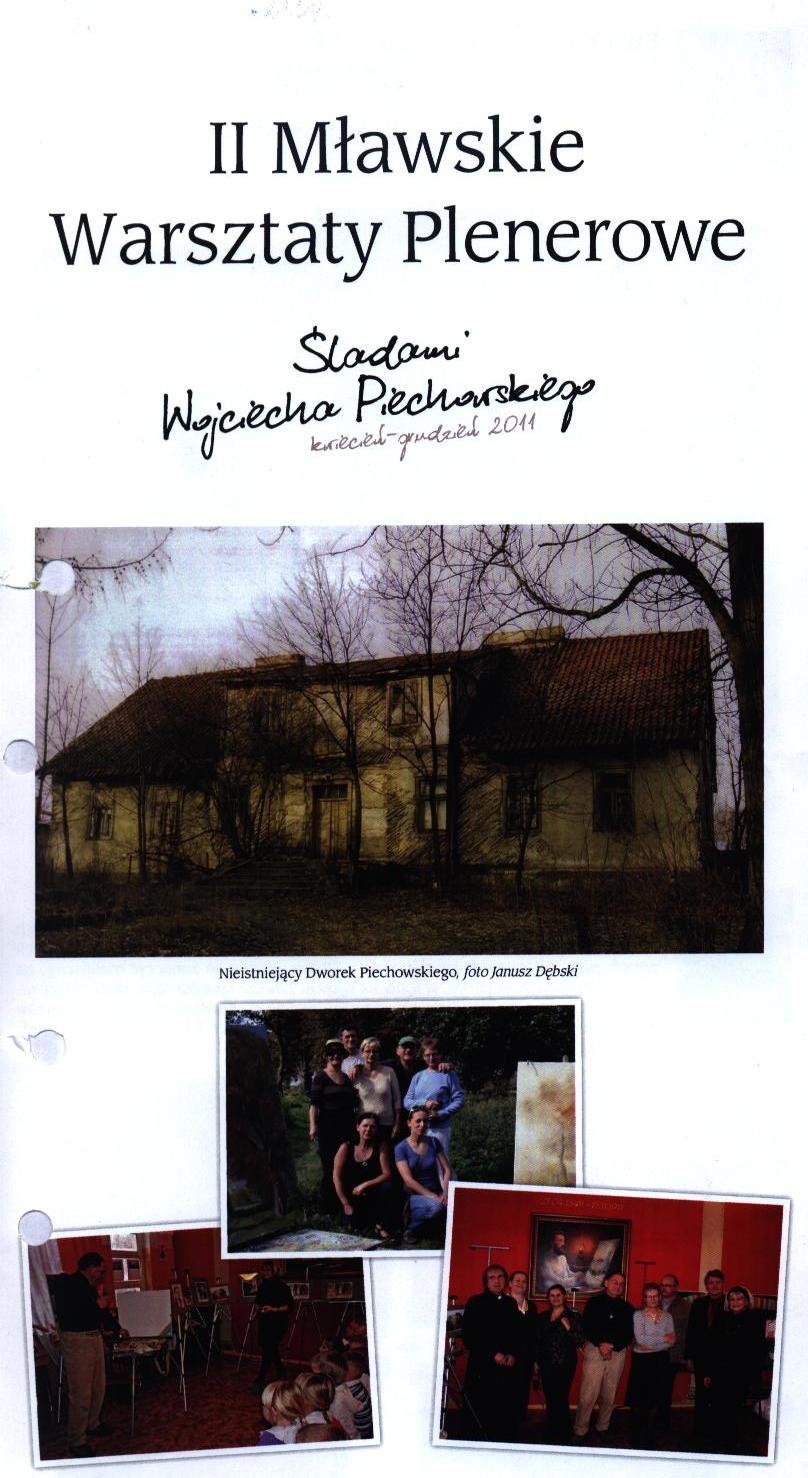 II Mławskie
Warsztaty Plenerowe
Śladami
Wojciecha Piechowskiego
kwiecień-grudzień 2011
Nieistniejący Dworek Piechowskiego, foto Janusz Dębski